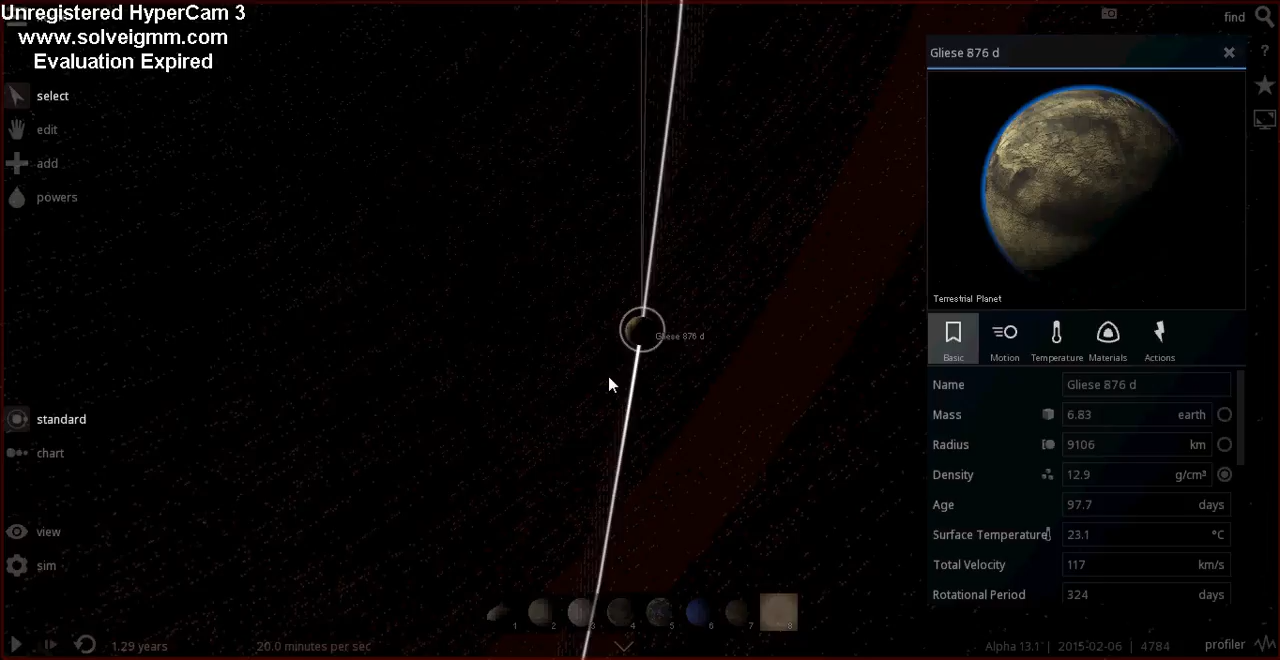 Unregistered HyperCam 3
www.solveigmm.com
Evaluation Expired
find
?
Gliese 876 d
select
edit
add
powers
Terrestrial Planet
Gliese 876 d
Basic Motion Temperature Materials Actions
Name Gliese 876 d
Mass 6.83 earth
Radius 9106 km
Density 12.9 g/cm³
Age 97.7 days
Surface Temperature 23.1 °C
Total Velocity 117 km/s
Rotational Period 324 days
standard
chart
view
sim
1 2 3 4 5 6 7 8
1.29 years 20.0 minutes per sec Alpha 13.1 | 2015-02-06 | 4784 profiler